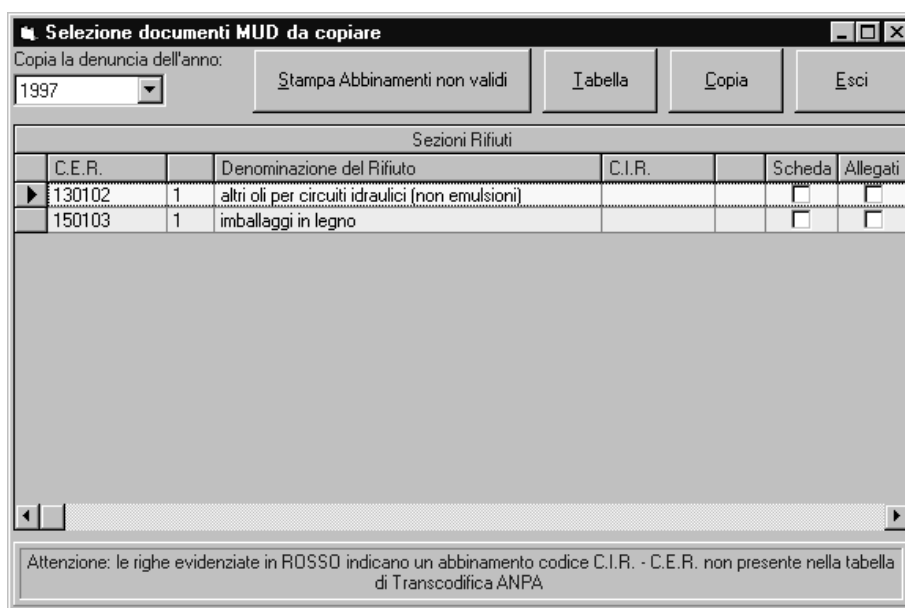 Selezione documenti MUD da copiare
Copia la denuncia dell'anno:
1997
Stampa Abbinamenti non validi
Tabella
Copia
Esci
Sezioni Rifiuti
C.E.R. Denominazione del Rifiuto C.I.R. Scheda Allegati
130102 1 altri oli per circuiti idraulici (non emulsioni)
150103 1 imballaggi in legno
Attenzione: le righe evidenziate in ROSSO indicano un abbinamento codice C.I.R. - C.E.R. non presente nella tabella
di Transcodifica ANPA